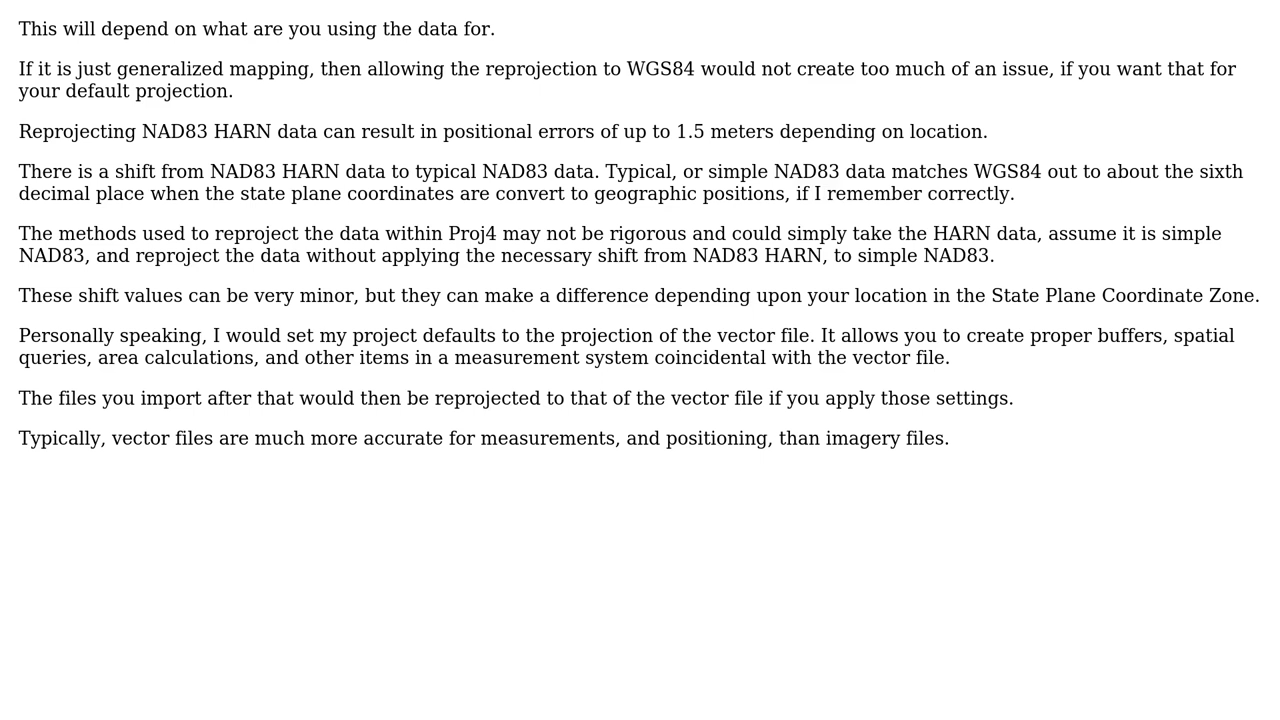 This will depend on what are you using the data for.
If it is just generalized mapping, then allowing the reprojection to WGS84 would not create too much of an issue, if you want that for
your default projection.
Reprojecting NAD83 HARN data can result in positional errors of up to 1.5 meters depending on location.
There is a shift from NAD83 HARN data to typical NAD83 data. Typical, or simple NAD83 data matches WGS84 out to about the sixth
decimal place when the state plane coordinates are convert to geographic positions, if I remember correctly.
The methods used to reproject the data within Proj4 may not be rigorous and could simply take the HARN data, assume it is simple
NAD83, and reproject the data without applying the necessary shift from NAD83 HARN, to simple NAD83.
These shift values can be very minor, but they can make a difference depending upon your location in the State Plane Coordinate Zone.
Personally speaking, I would set my project defaults to the projection of the vector file. It allows you to create proper buffers, spatial
queries, area calculations, and other items in a measurement system coincidental with the vector file.
The files you import after that would then be reprojected to that of the vector file if you apply those settings.
Typically, vector files are much more accurate for measurements, and positioning, than imagery files.